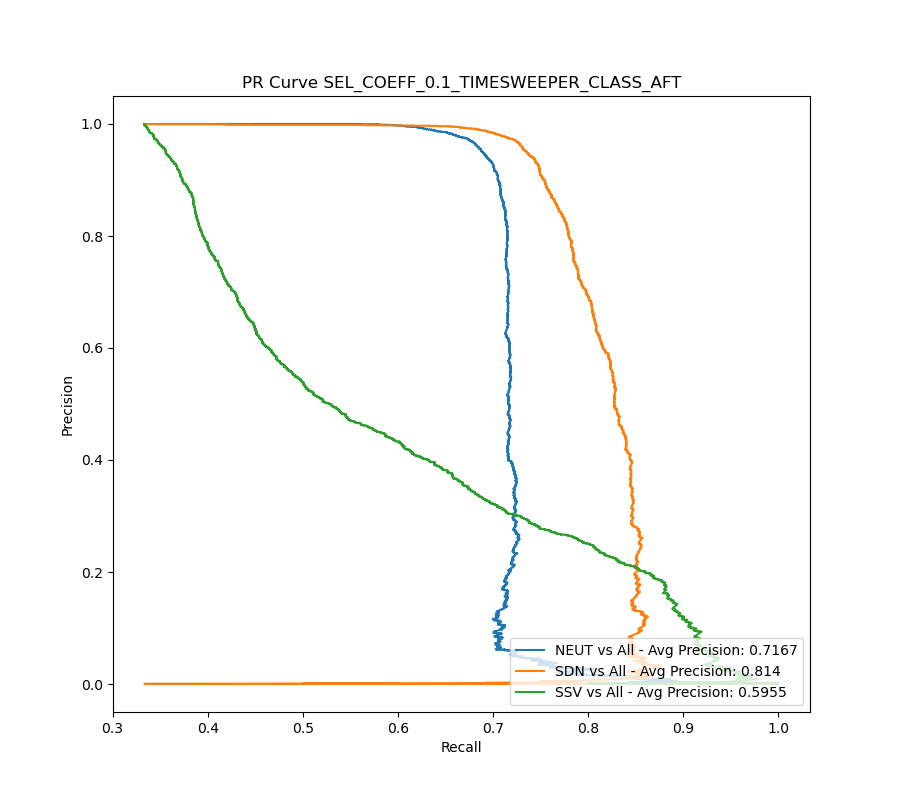 PR Curve SEL_COEFF_0.1_TIMESWEEPER_CLASS_AFT
1.0
0.8
0.6
0.4
0.2
0.0
Precision
NEUT vs All - Avg Precision: 0.7167
SDN vs All - Avg Precision: 0.814
SSV vs All - Avg Precision: 0.5955
0.3 0.4 0.5 0.6 0.7 0.8 0.9 1.0
Recall